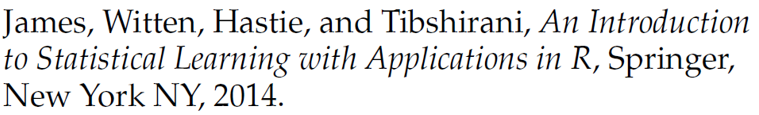 James, Witten, Hastie, and Tibshirani, An Introduction
to Statistical Learning with Applications in R, Springer,
New York NY, 2014.